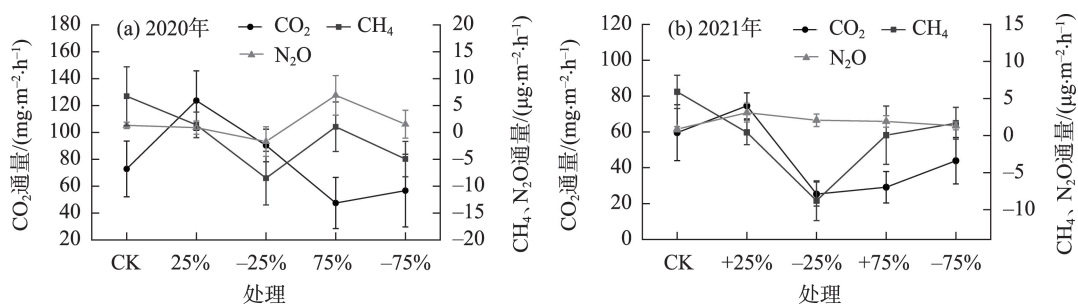 (a) 2020年
CO₂
CH₄
N₂O
CO₂通量/(mg·m⁻²·h⁻¹)
180
160
140
120
100
80
60
40
20
CH₄、N₂O通量/(μg·m⁻²·h⁻¹)
20
15
10
5
0
–5
–10
–15
–20
CK 25% –25% 75% –75%
处理
(b) 2021年
CO₂
CH₄
N₂O
CO₂通量/(mg·m⁻²·h⁻¹)
120
100
80
60
40
20
0
CH₄、N₂O通量/(μg·m⁻²·h⁻¹)
15
10
5
0
–5
–10
CK +25% –25% +75% –75%
处理